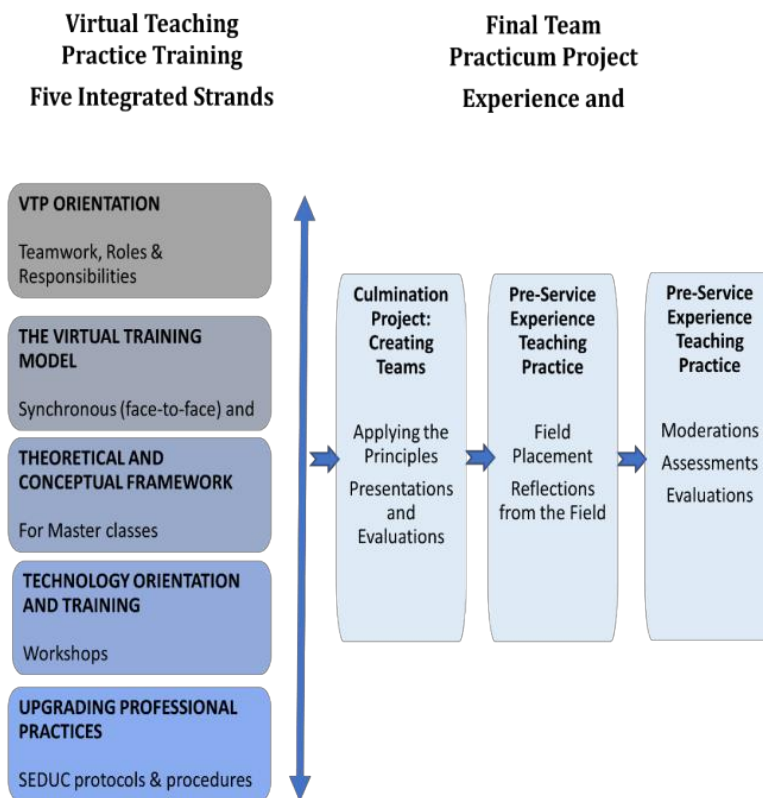 Virtual Teaching
Practice Training
Five Integrated Strands
Final Team
Practicum Project
Experience and
VTP ORIENTATION
Teamwork, Roles &
Responsibilities
THE VIRTUAL TRAINING
MODEL
Synchronous (face-to-face) and
THEORETICAL AND
CONCEPTUAL FRAMEWORK
For Master classes
TECHNOLOGY ORIENTATION
AND TRAINING
Workshops
UPGRADING PROFESSIONAL
PRACTICES
SEDUC protocols & procedures
Culmination
Project:
Creating
Teams
Applying the
Principles
Presentations
and
Evaluations
Pre-Service
Experience
Teaching
Practice
Field
Placement
Reflections
from the Field
Pre-Service
Experience
Teaching
Practice
Moderations
Assessments
Evaluations